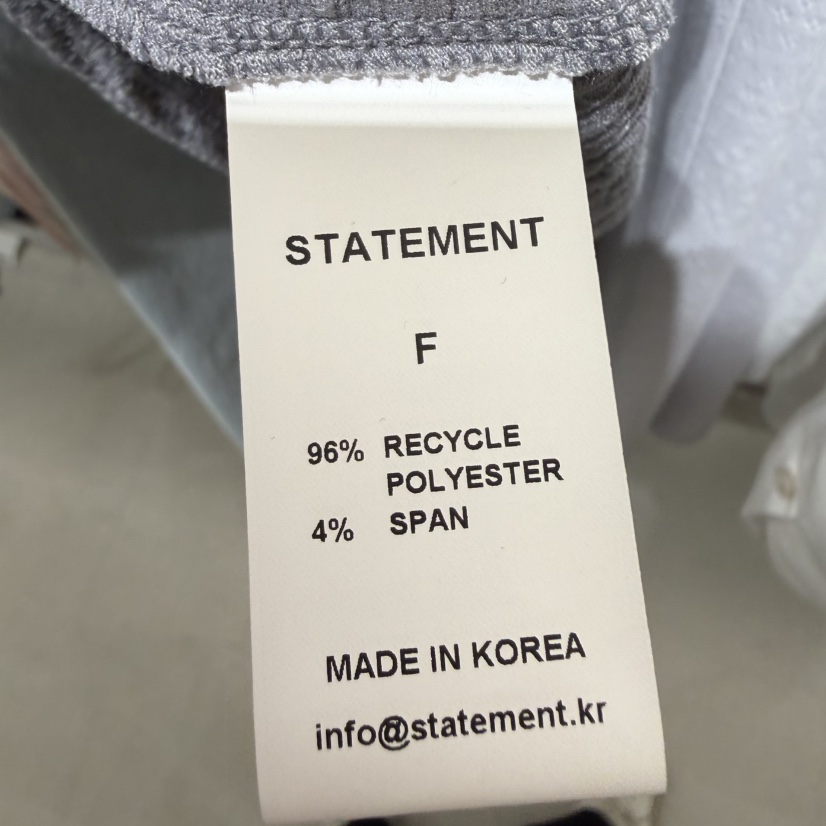 STATEMENT
F
96% RECYCLE
POLYESTER
4% SPAN
MADE IN KOREA
info@statement.kr